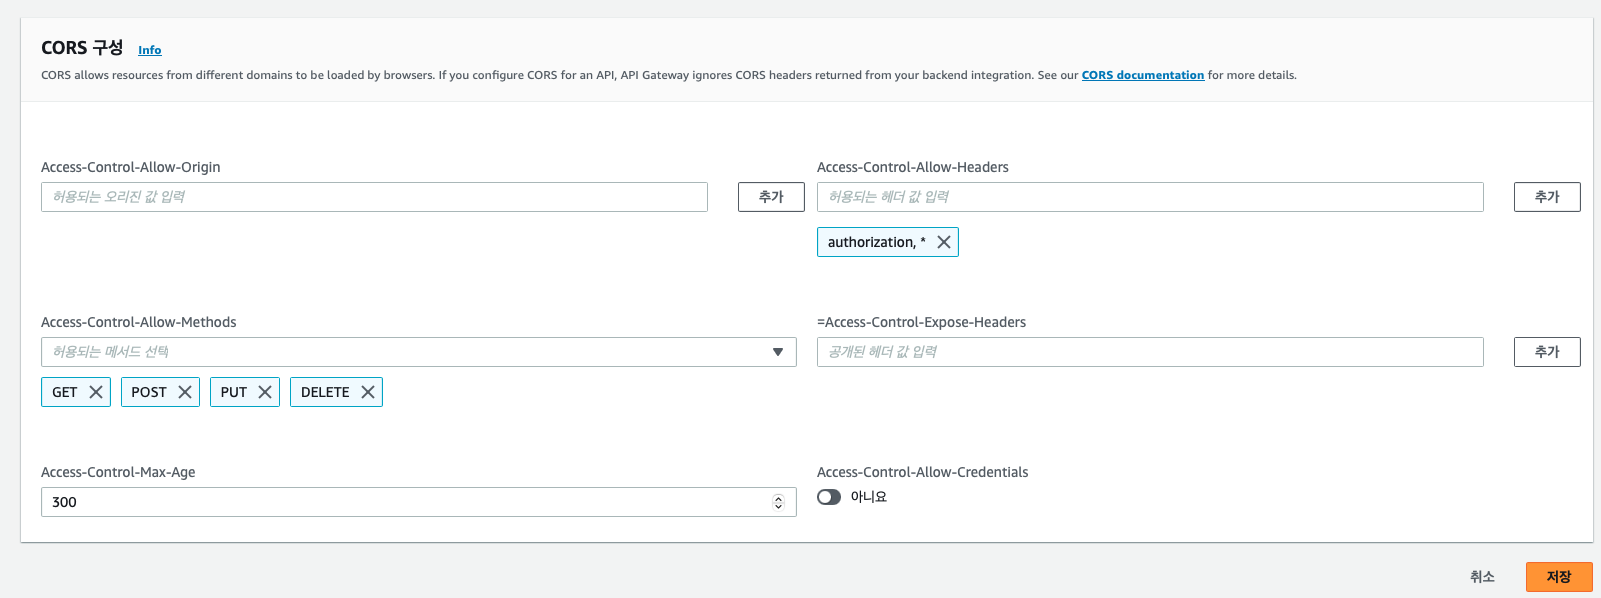 CORS 구성 Info
CORS allows resources from different domains to be loaded by browsers. If you configure CORS for an API, API Gateway ignores CORS headers returned from your backend integration. See our CORS documentation for more details.
Access-Control-Allow-Origin
허용되는 오리진 값 입력
추가
Access-Control-Allow-Headers
허용되는 헤더 값 입력
추가
authorization, *
Access-Control-Allow-Methods
허용되는 메서드 선택
GET POST PUT DELETE
=Access-Control-Expose-Headers
공개된 헤더 값 입력
추가
Access-Control-Max-Age
300
Access-Control-Allow-Credentials
아니요
취소 저장